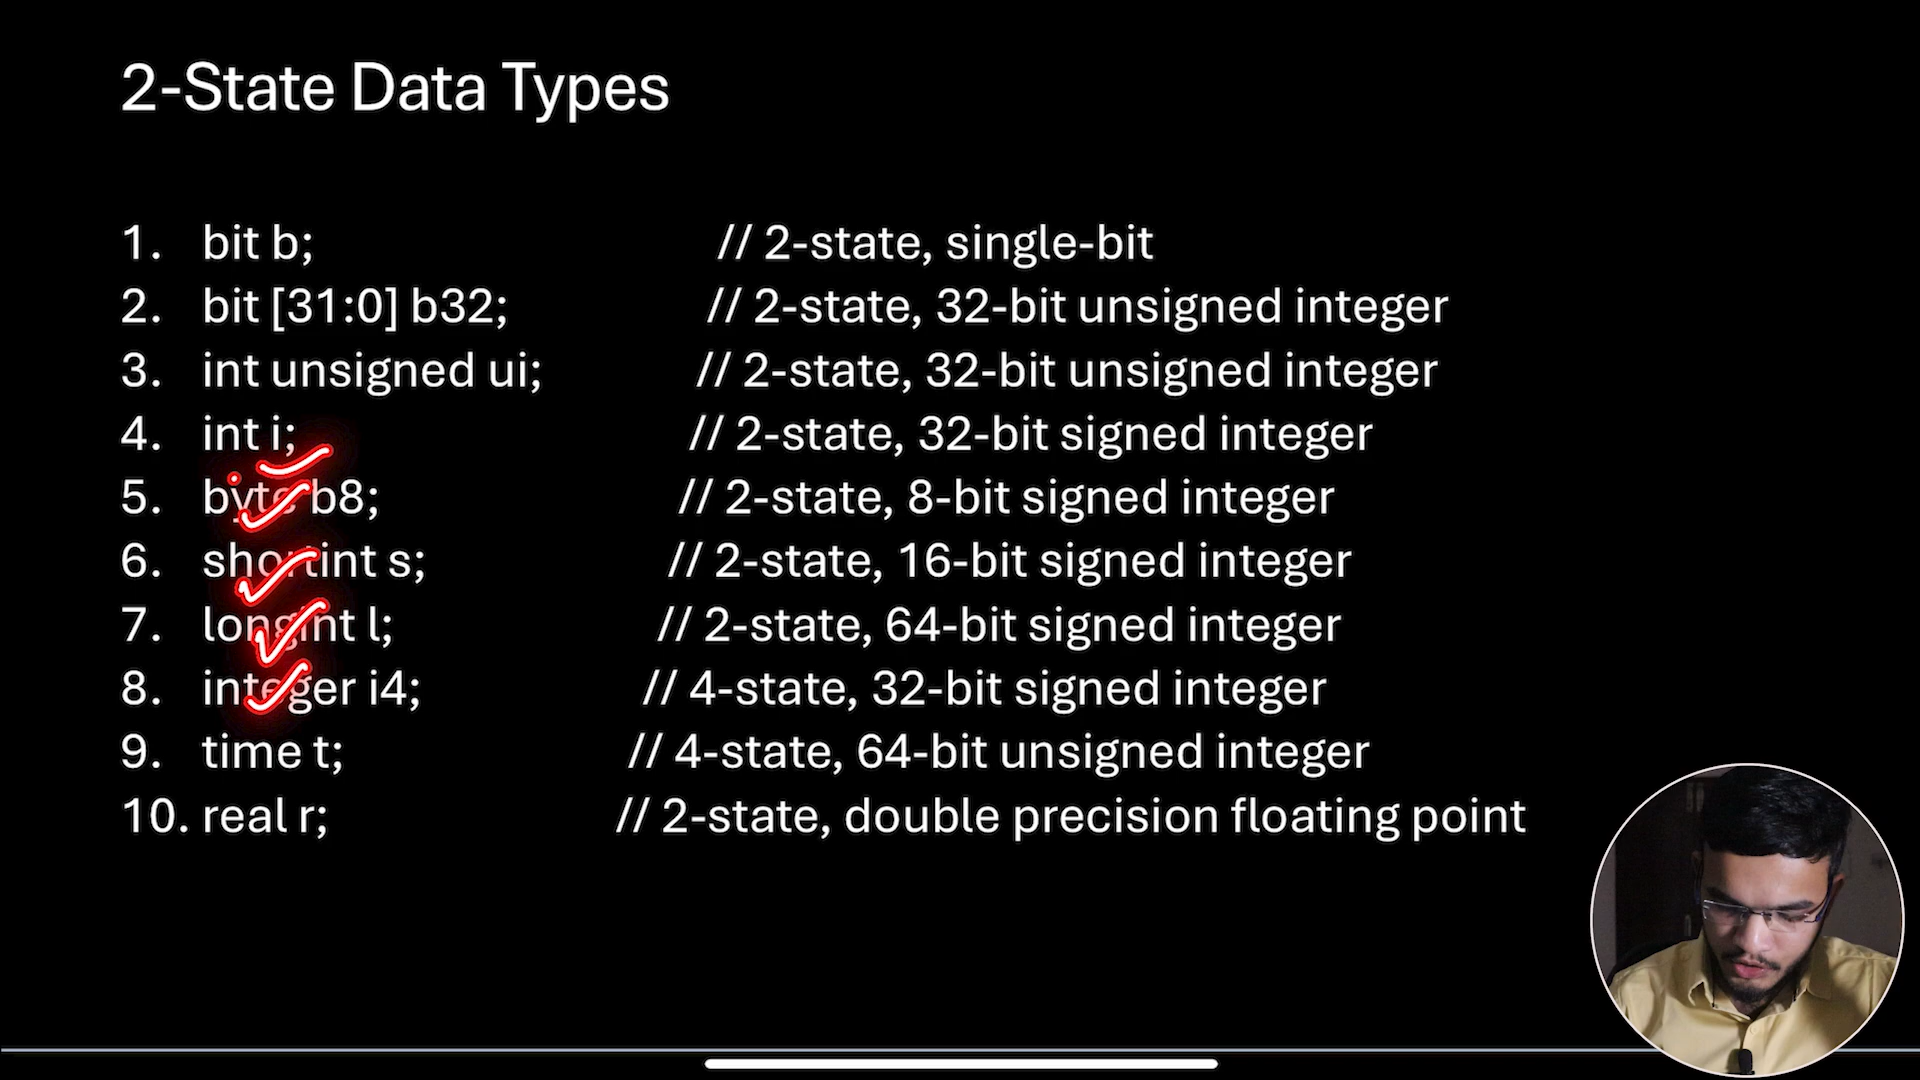 2-State Data Types
1. bit b; // 2-state, single-bit
2. bit [31:0] b32; // 2-state, 32-bit unsigned integer
3. int unsigned ui; // 2-state, 32-bit unsigned integer
4. int i; // 2-state, 32-bit signed integer
5. byte b8; // 2-state, 8-bit signed integer
6. shortint s; // 2-state, 16-bit signed integer
7. longint l; // 2-state, 64-bit signed integer
8. integer i4; // 4-state, 32-bit signed integer
9. time t; // 4-state, 64-bit unsigned integer
10. real r; // 2-state, double precision floating point